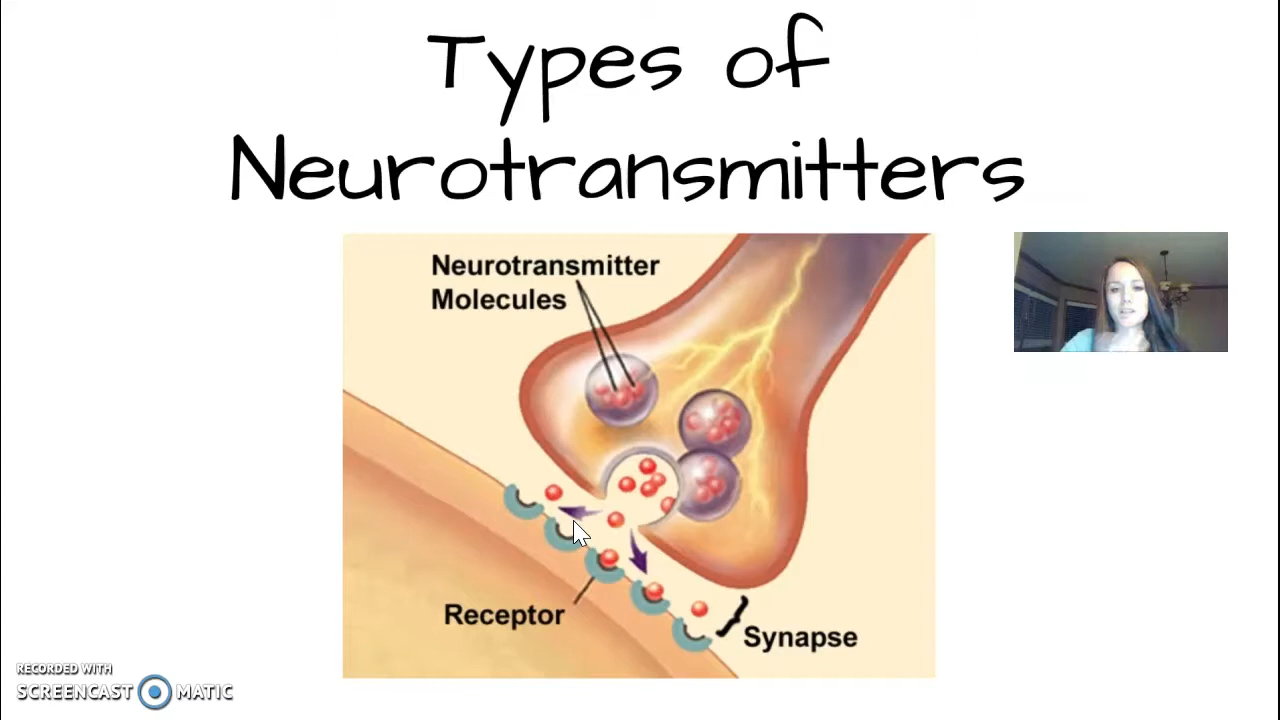 Types of
Neurotransmitters
Neurotransmitter
Molecules
Receptor
Synapse
RECORDED WITH
SCREENCAST MATIC